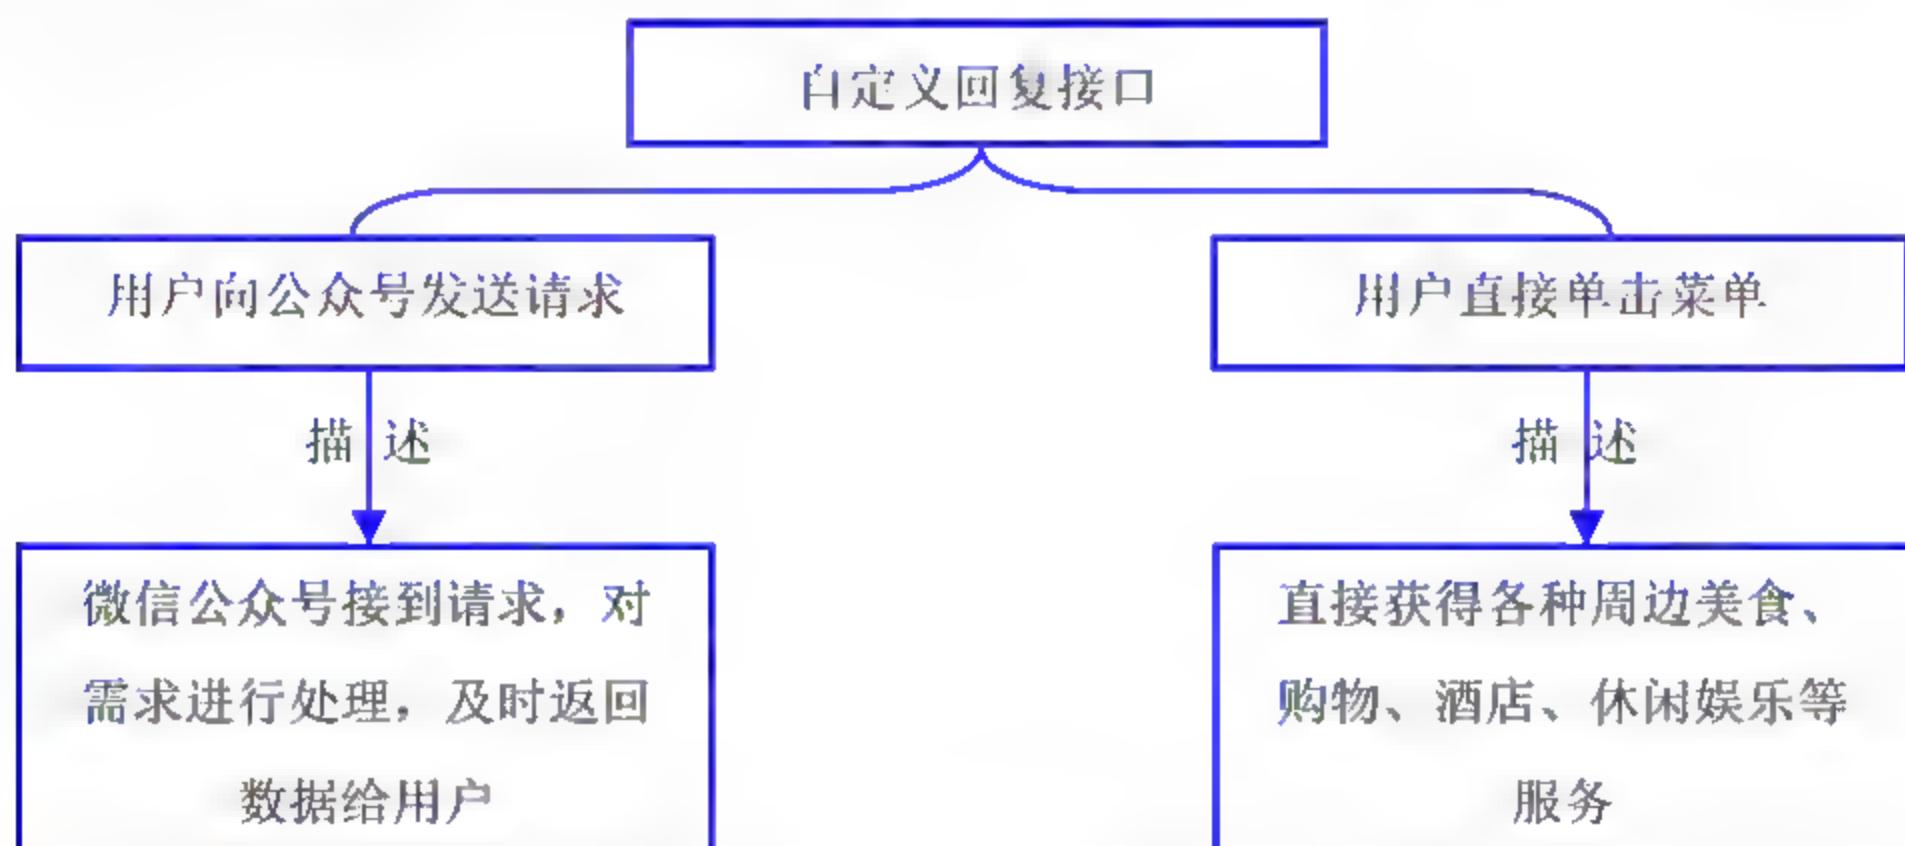 自定义回复接口
用户向公众号发送请求
用户直接单击菜单
描 述
描 述
微信公众号接到请求，对
需求进行处理，及时返回
数据给用户
直接获得各种周边美食、
购物、酒店、休闲娱乐等
服务